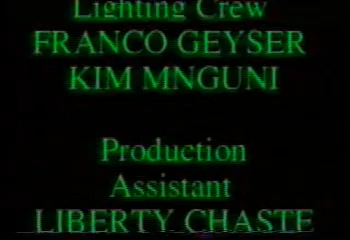 Lighting Crew
FRANCO GEYSER
KIM MNGUNI
Production
Assistant
LIBERTY CHASTE